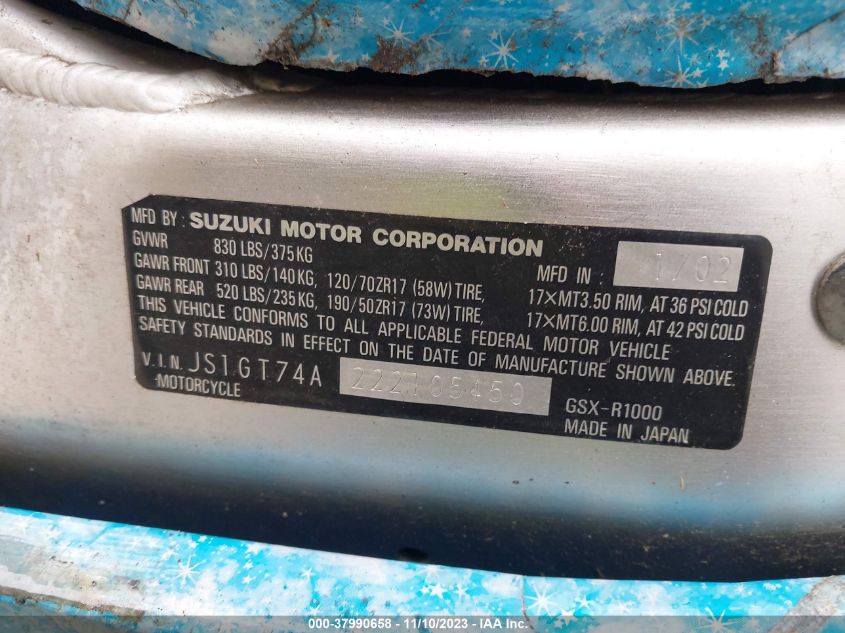 MFD BY SUZUKI MOTOR CORPORATION
GVWR 830 LBS/375KG MFD IN 1/02
GAWR FRONT 310 LBS/140KG, 120/70ZR17 (58W) TIRE, 17×MT3.50 RIM, AT 36 PSI COLD
GAWR REAR 520 LBS/235KG, 190/50ZR17 (73W) TIRE, 17×MT6.00 RIM, AT 42 PSI COLD
THIS VEHICLE CONFORMS TO ALL APPLICABLE FEDERAL MOTOR VEHICLE
SAFETY STANDARDS IN EFFECT ON THE DATE OF MANUFACTURE SHOWN ABOVE.
V.I.N. JS1GT74A 222105450 GSX-R1000
MOTORCYCLE MADE IN JAPAN
000-37990658 - 11/10/2023 - IAA Inc.